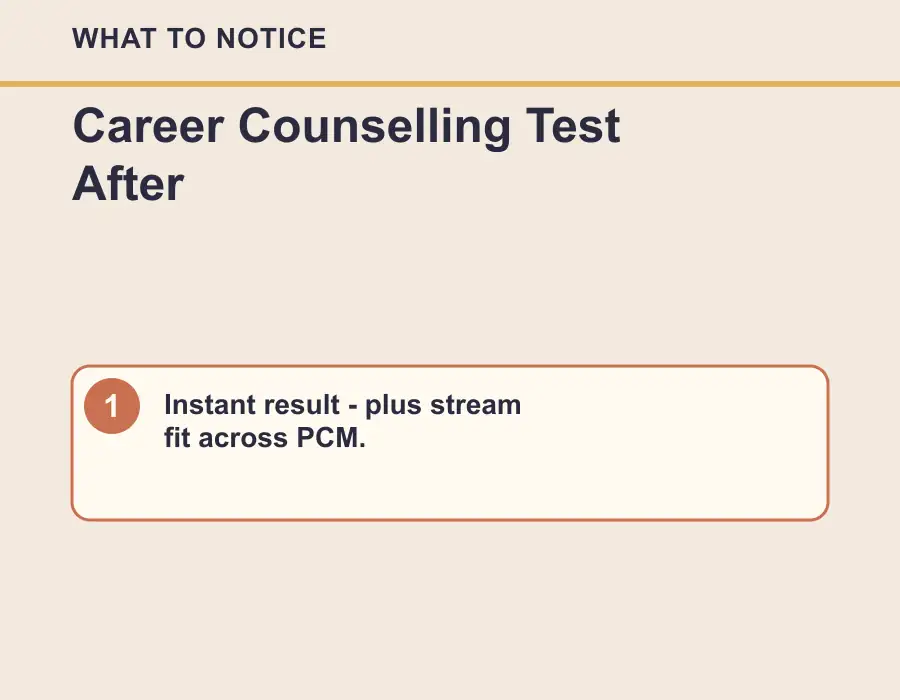 WHAT TO NOTICE
Career Counselling Test
After
1
Instant result - plus stream
fit across PCM.